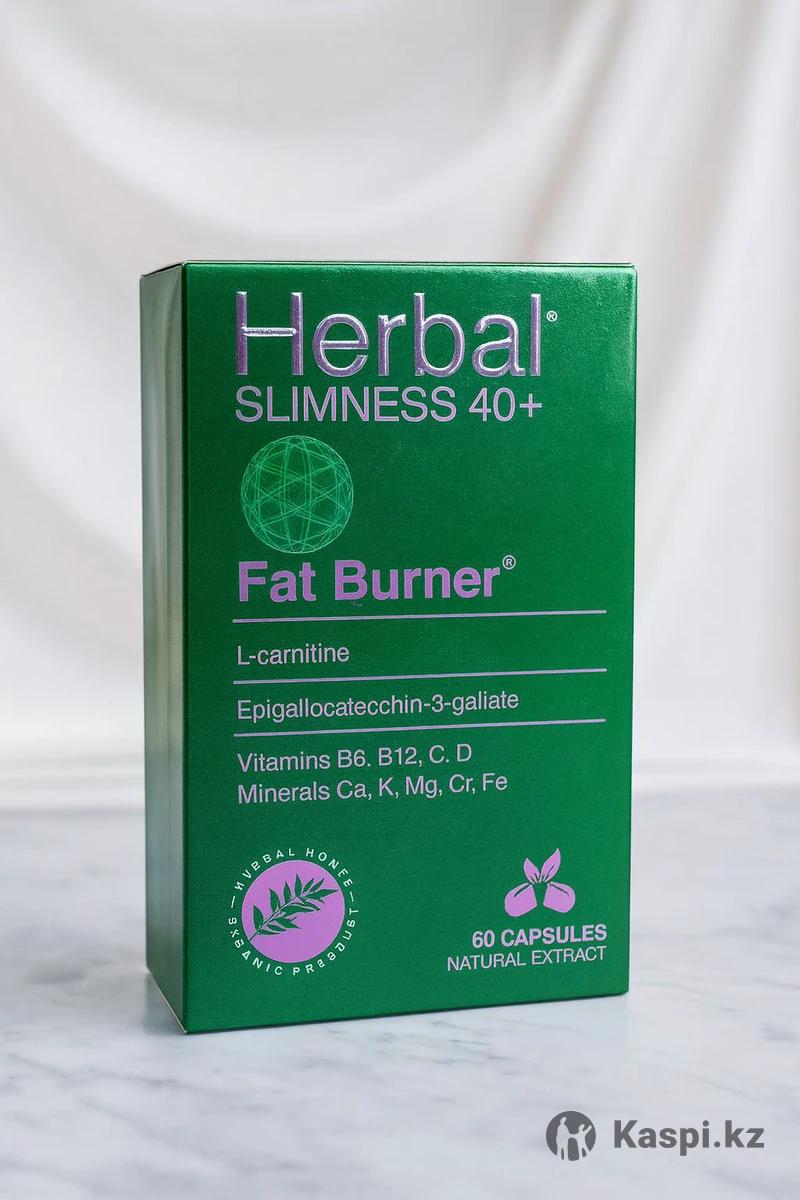 Herbal®
SLIMNESS 40+
Fat Burner®
L-carnitine
Epigallocatecchin-3-galiate
Vitamins B6. B12, C. D
Minerals Ca, K, Mg, Cr, Fe
HONEE
60 CAPSULES
NATURAL EXTRACT
Kaspi.kz